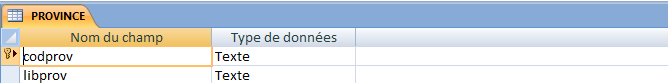 PROVINCE
Nom du champ Type de données
codprov Texte
libprov Texte